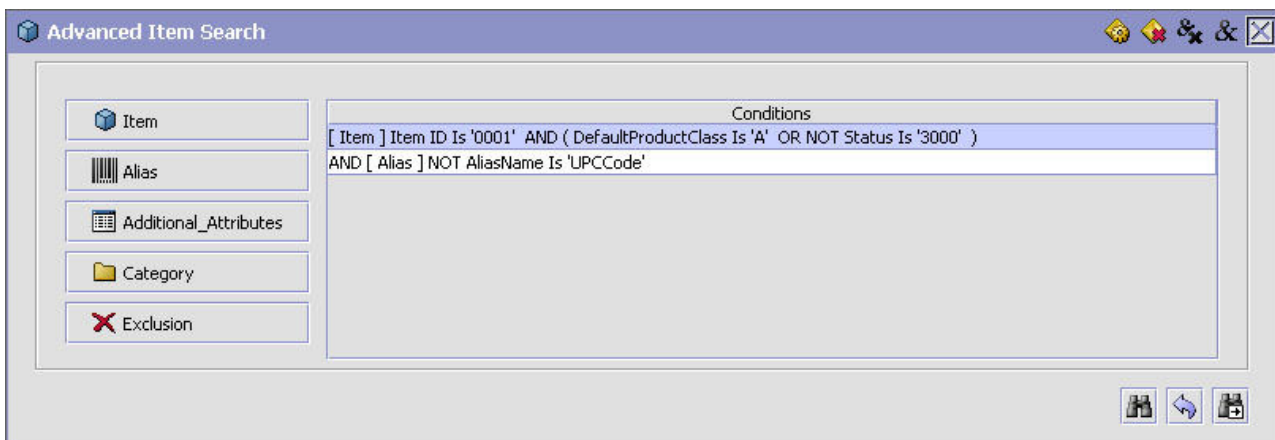 Advanced Item Search
& &
Item
Alias
Additional_Attributes
Category
Exclusion
Conditions
[ Item ] Item ID Is '0001' AND ( DefaultProductClass Is 'A' OR NOT Status Is '3000' )
AND [ Alias ] NOT AliasName Is 'UPCCode'